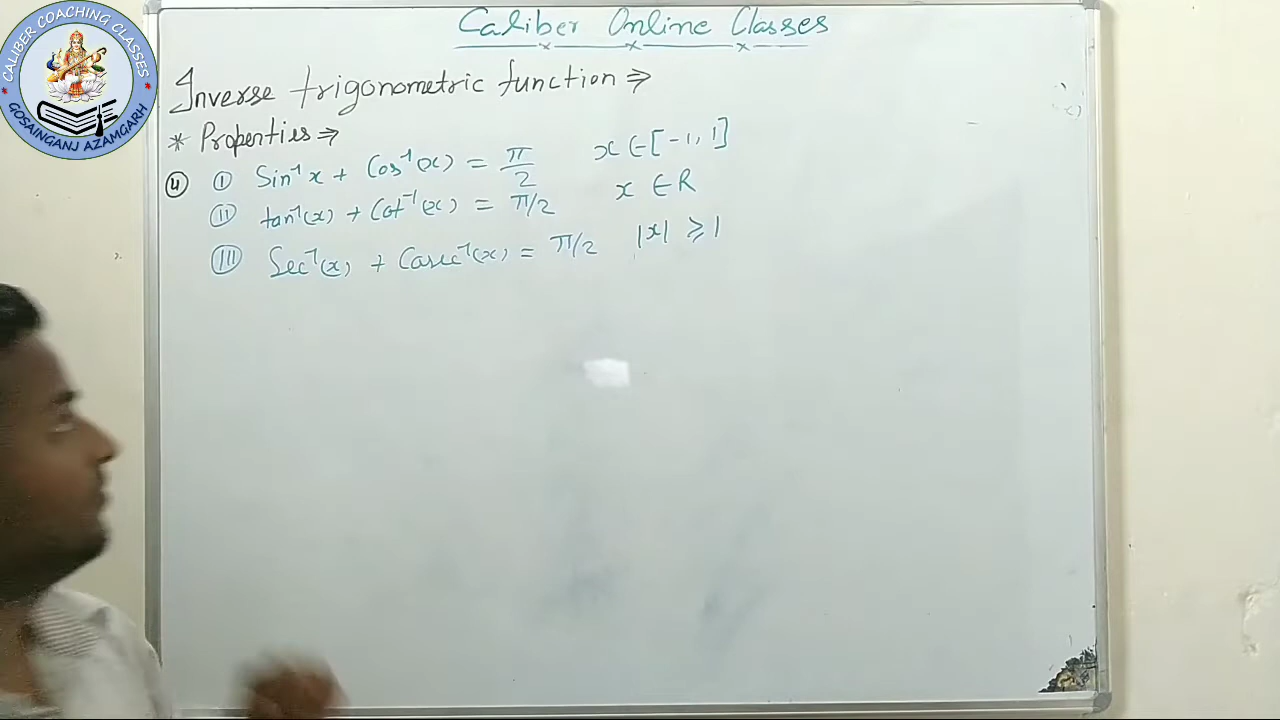 CALIBER COACHING CLASSES
GOSAINGANJ AZAMGARH
Caliber Online Classes
Inverse trigonometric function ⇒
* Properties ⇒
④ Ⓘ Sin⁻¹x + Cos⁻¹(x) = π/2 x ∈ [-1, 1]
Ⓘⓘ tan⁻¹(x) + Cot⁻¹(x) = π/2 x ∈ R
ⒾⒾⒾ Sec⁻¹(x) + Cosec⁻¹(x) = π/2 |x| ⩾ 1